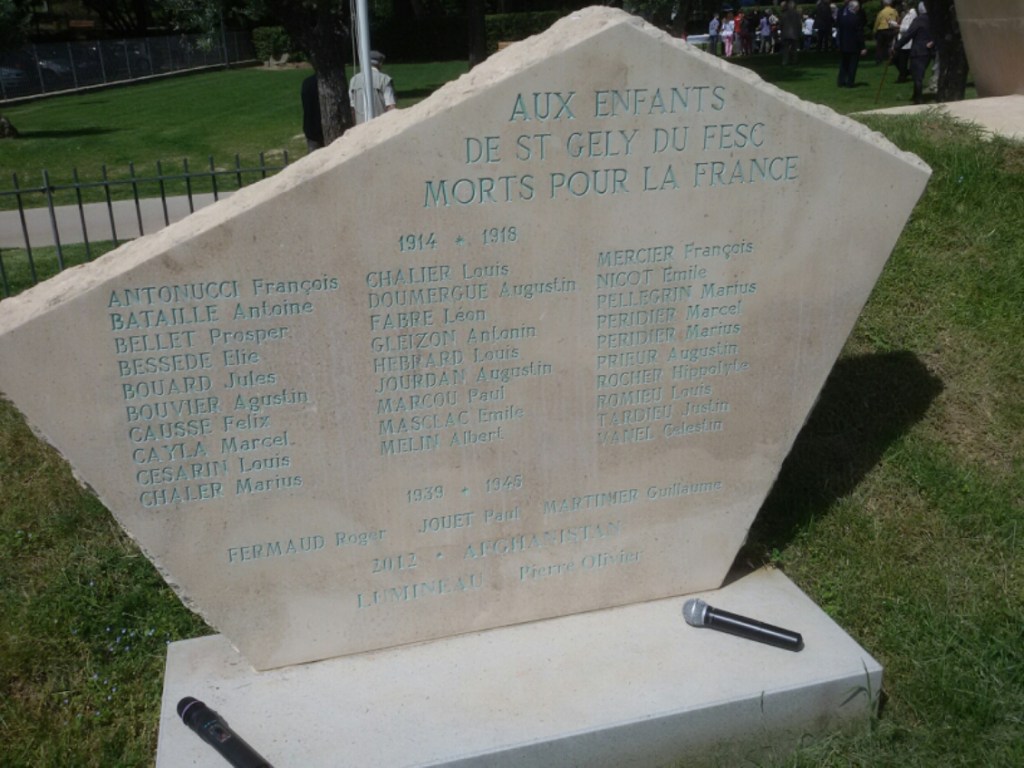 AUX ENFANTS
DE ST GELY DU FESC
MORTS POUR LA FRANCE
1914 + 1918
ANTONUCCI François
BATAILLE Antoine
BELLET Prosper
BESSEDE Elie
BOUARD Jules
BOUVIER Agustin
CAUSSE Felix
CAYLA Marcel
CESARIN Louis
CHALER Marius
CHALIER Louis
DOUMERGUE Augustin
FABRE Léon
GLEIZON Antonin
HEBRARD Louis
JOURDAN Augustin
MARCOU Paul
MASCLAC Émile
MELIN Albert
MERCIER François
NICOT Émile
PELLEGRIN Marius
PERIDIER Marcel
PERIDIER Marius
PRIEUR Augustin
ROCHER Hippolyte
ROMIEU Louis
TARDIEU Justin
VANEL Celestin
1939 + 1945
FERMAUD Roger JOUET Paul MARTINIER Guillaume
2012 • AFGHANISTAN
LUMINEAU Pierre Olivier